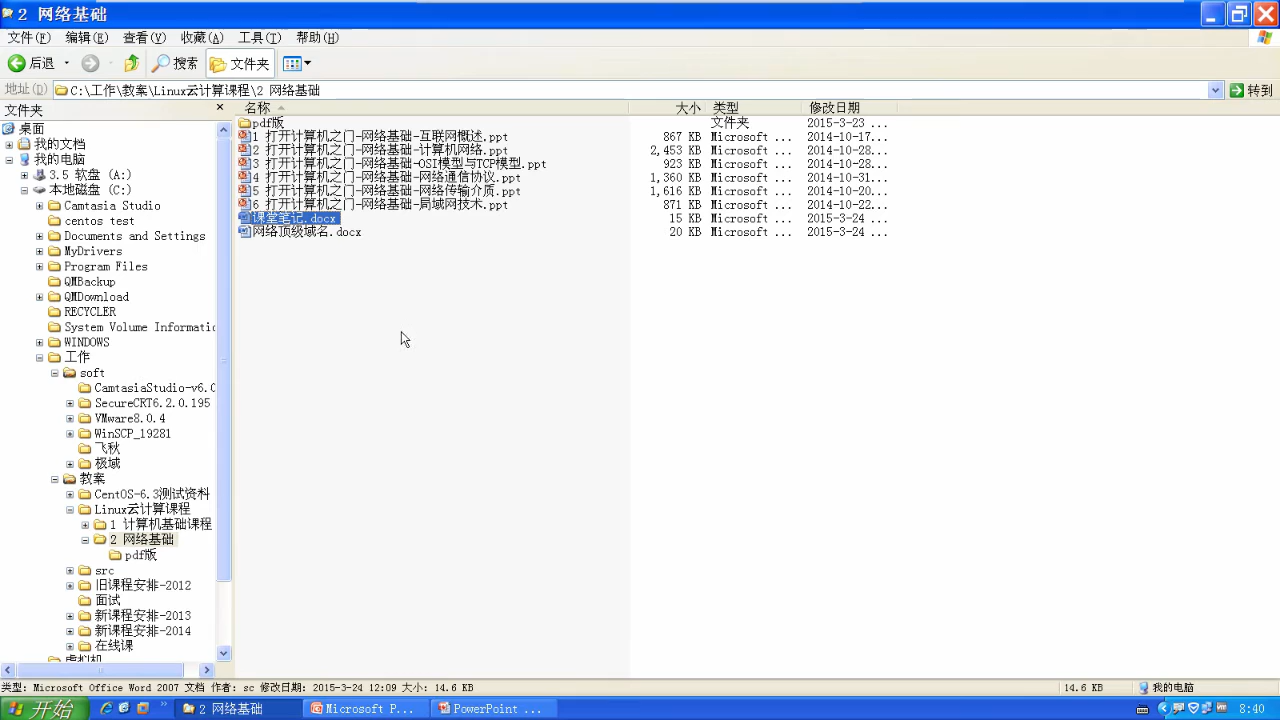 2 网络基础
文件(F) 编辑(E) 查看(V) 收藏(A) 工具(T) 帮助(H)
后退 搜索 文件夹
地址(D) C:\工作\教案\Linux云计算课程\2 网络基础 转到
文件夹 × 名称 大小 类型 修改日期
桌面
我的文档
我的电脑
3.5 软盘 (A:)
本地磁盘 (C:)
Camtasia Studio
centos test
Documents and Settings
MyDrivers
Program Files
QMBackup
QMDownload
RECYCLER
System Volume Informatio
WINDOWS
工作
soft
CamtasiaStudio-v6.0
SecureCRT6.2.0.195
VMware8.0.4
WinSCP_19281
飞秋
极域
教案
CentOS-6.3测试资料
Linux云计算课程
1 计算机基础课程
2 网络基础
pdf版
src
旧课程安排-2012
面试
新课程安排-2013
新课程安排-2014
在线课
虚拟机
pdf版 文件夹 2015-3-23 ...
1 打开计算机之门-网络基础-互联网概述.ppt 867 KB Microsoft ... 2014-10-17...
2 打开计算机之门-网络基础-计算机网络.ppt 2,453 KB Microsoft ... 2014-10-28...
3 打开计算机之门-网络基础-OSI模型与TCP模型.ppt 923 KB Microsoft ... 2014-10-28...
4 打开计算机之门-网络基础-网络通信协议.ppt 1,360 KB Microsoft ... 2014-10-31...
5 打开计算机之门-网络基础-网络传输介质.ppt 1,616 KB Microsoft ... 2014-10-20...
6 打开计算机之门-网络基础-局域网技术.ppt 871 KB Microsoft ... 2014-10-22...
课堂笔记.docx 15 KB Microsoft ... 2015-3-24 ...
网络顶级域名.docx 20 KB Microsoft ... 2015-3-24 ...
类型: Microsoft Office Word 2007 文档 作者: sc 修改日期: 2015-3-24 12:09 大小: 14.6 KB 14.6 KB 我的电脑
开始 2 网络基础 Microsoft P... PowerPoint ... 8:40